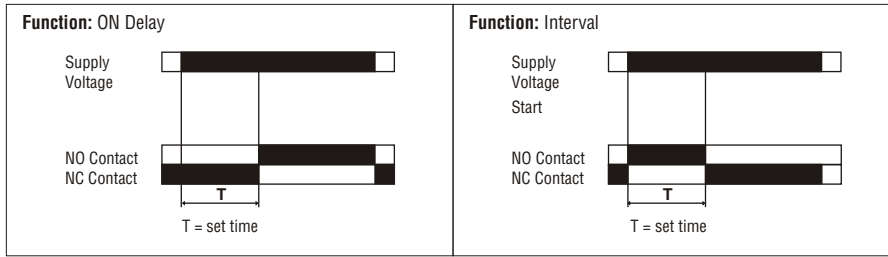 Function: ON Delay
Supply
Voltage
NO Contact
NC Contact
T
T = set time
Function: Interval
Supply
Voltage
Start
NO Contact
NC Contact
T
T = set time